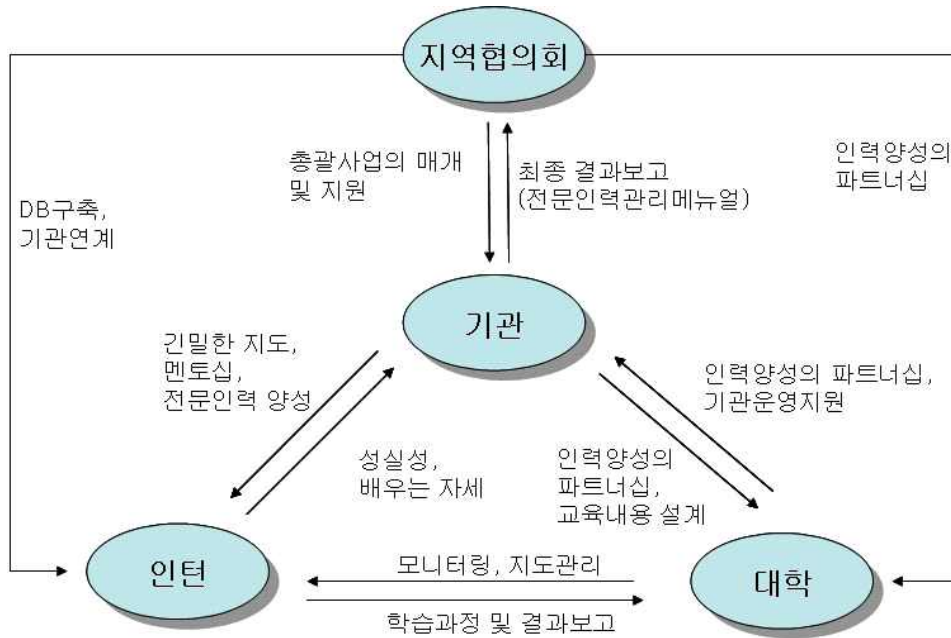 지역협의회
총괄사업의 매개
및 지원
최종 결과보고
(전문인력관리메뉴얼)
인력양성의
파트너십
DB구축,
기관연계
기관
긴밀한 지도,
멘토십,
전문인력 양성
인력양성의 파트너십,
기관운영지원
성실성,
배우는 자세
인력양성의
파트너십,
교육내용 설계
인턴
모니터링, 지도관리
대학
학습과정 및 결과보고